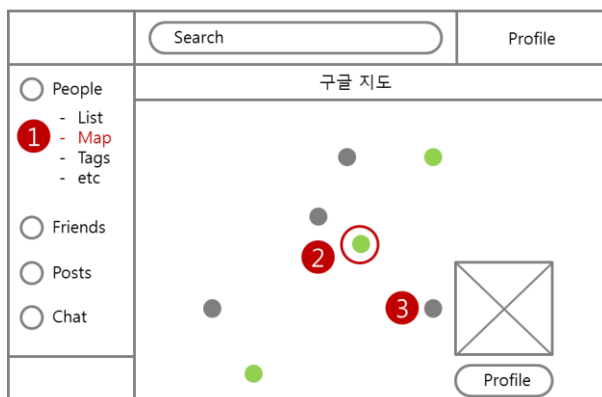 Search
Profile
구글 지도
People
- List
1
- Map
- Tags
- etc
Friends
2
Posts
3
Chat
Profile